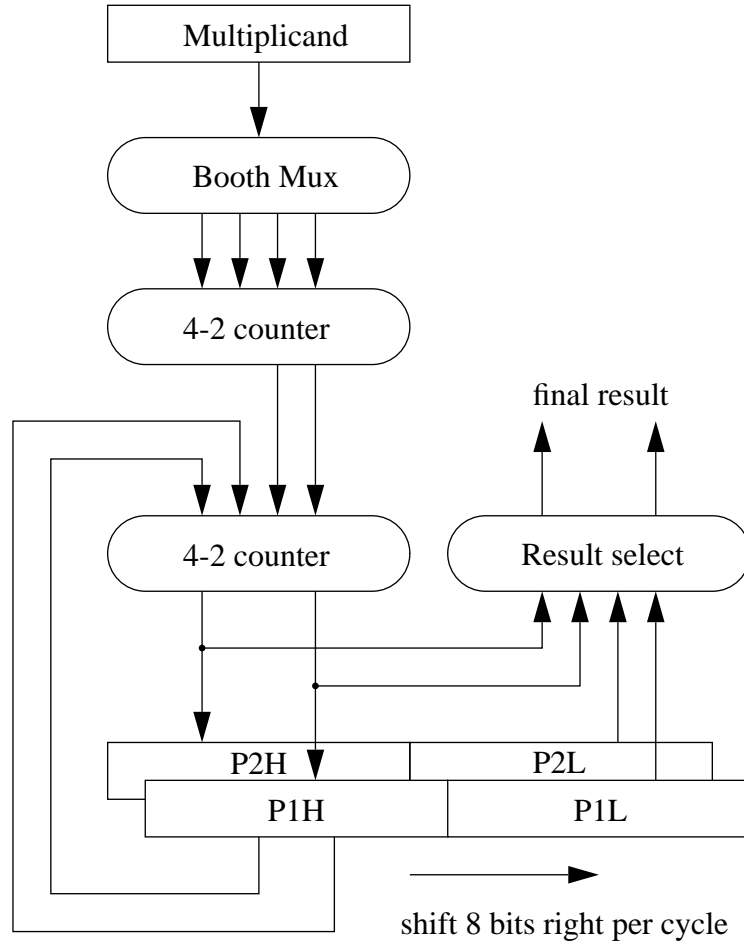 Multiplicand
Booth Mux
4-2 counter
final result
4-2 counter
Result select
P2H
P2L
P1H
P1L
shift 8 bits right per cycle